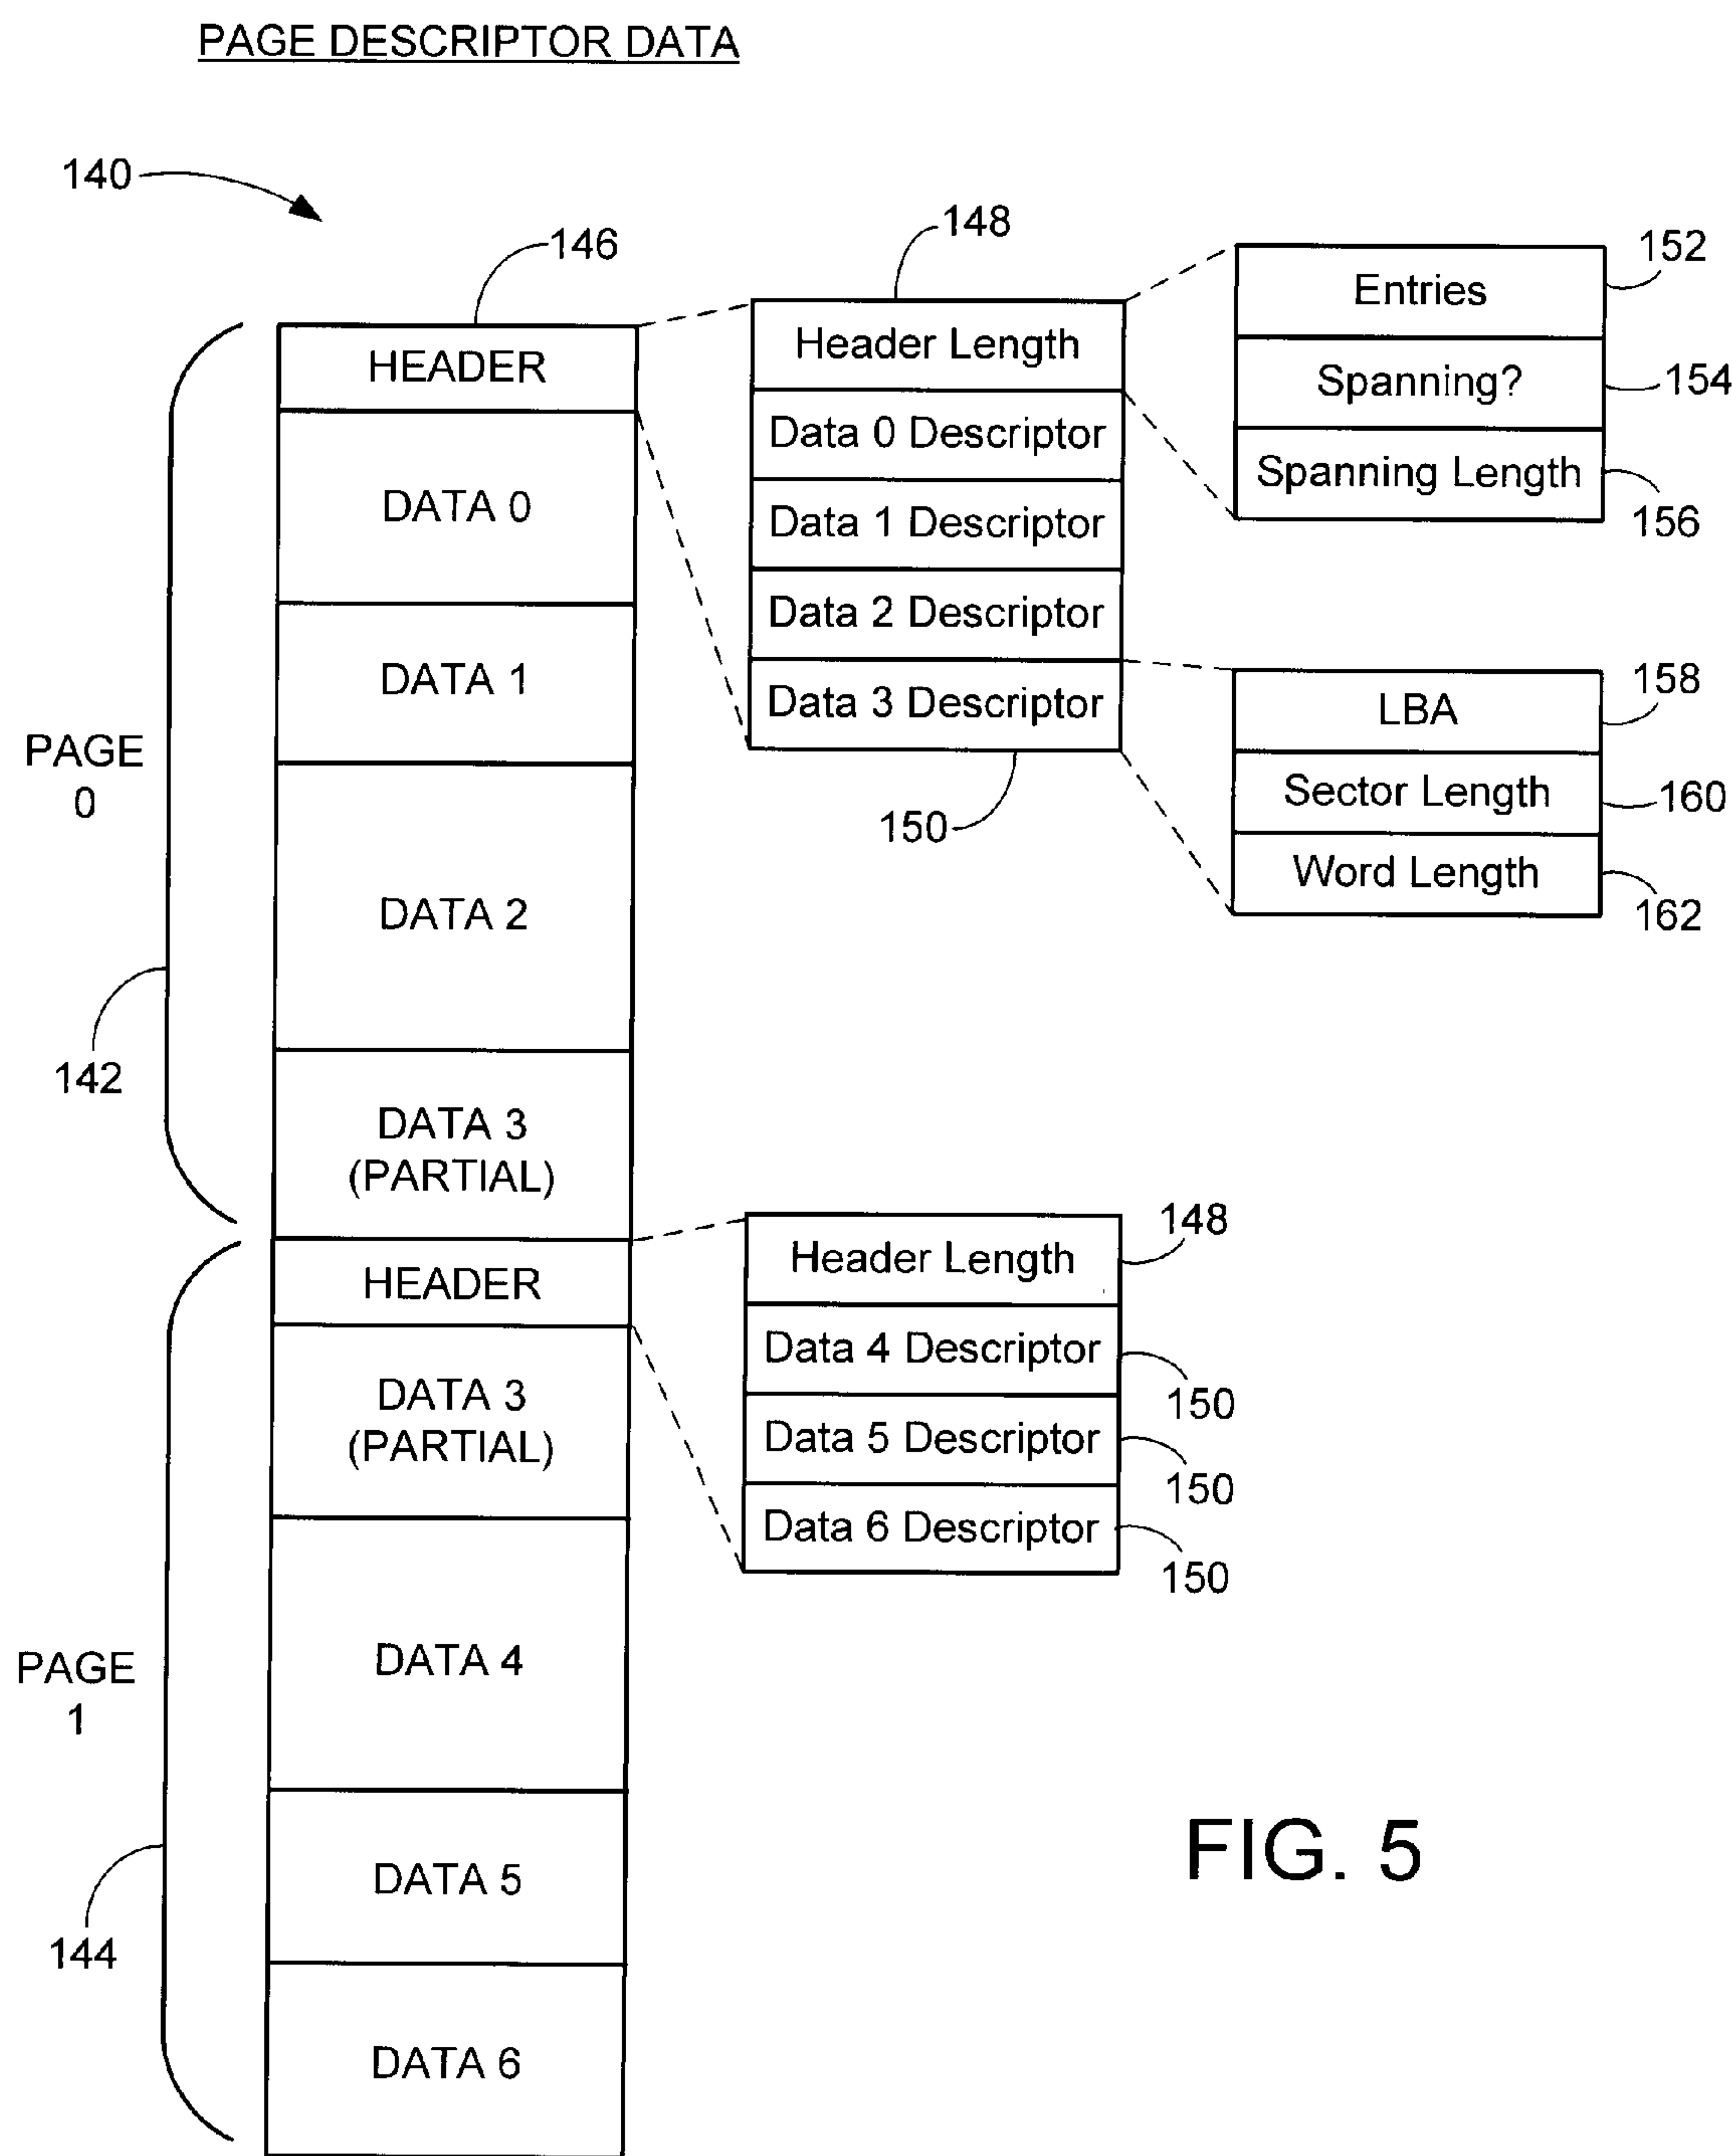 PAGE DESCRIPTOR DATA
140
146
148
152
HEADER
Header Length
Entries
Spanning?
154
Data 0 Descriptor
Spanning Length
156
DATA 0
Data 1 Descriptor
Data 2 Descriptor
DATA 1
Data 3 Descriptor
LBA
158
PAGE
0
Sector Length
160
150
Word Length
162
DATA 2
142
DATA 3
(PARTIAL)
148
Header Length
HEADER
Data 4 Descriptor
150
DATA 3
(PARTIAL)
Data 5 Descriptor
150
Data 6 Descriptor
150
PAGE
1
DATA 4
FIG. 5
DATA 5
144
DATA 6